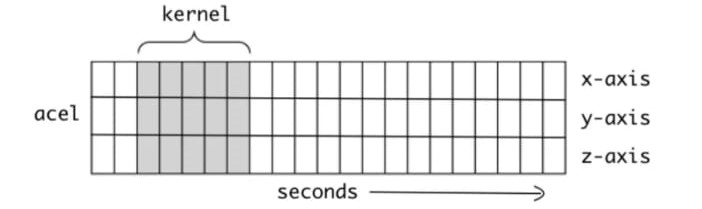 kernel
x-axis
acel
y-axis
z-axis
seconds